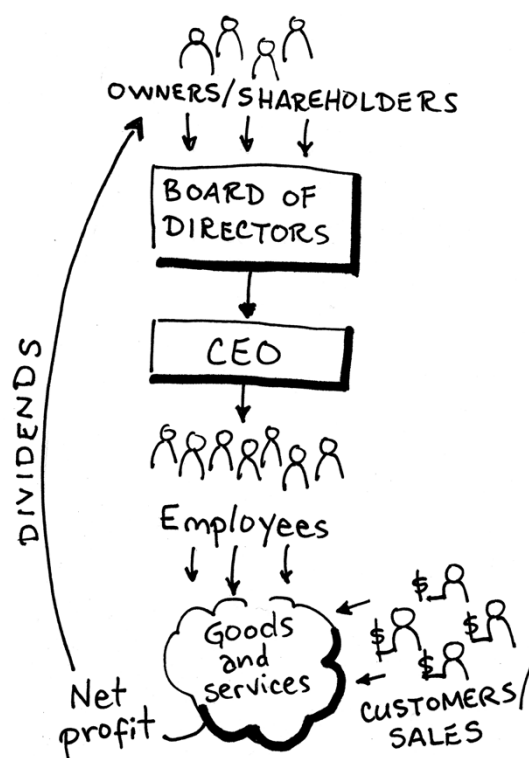 OWNERS/SHAREHOLDERS
BOARD OF
DIRECTORS
CEO
DIVIDENDS
Employees
Goods
and
services
$
$
$
$
Net
profit
CUSTOMERS/
SALES